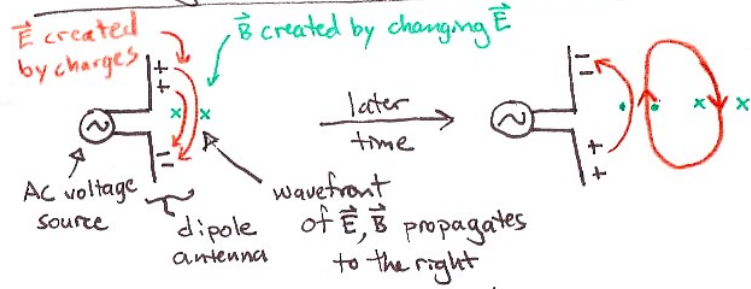 E⃗ created
by charges
B⃗ created by changing E⃗
+
+
x x
−
−
~
AC voltage
source
dipole
antenna
wavefront
of E⃗, B⃗ propagates
to the right
later
time
−
−
~
x x
+
+